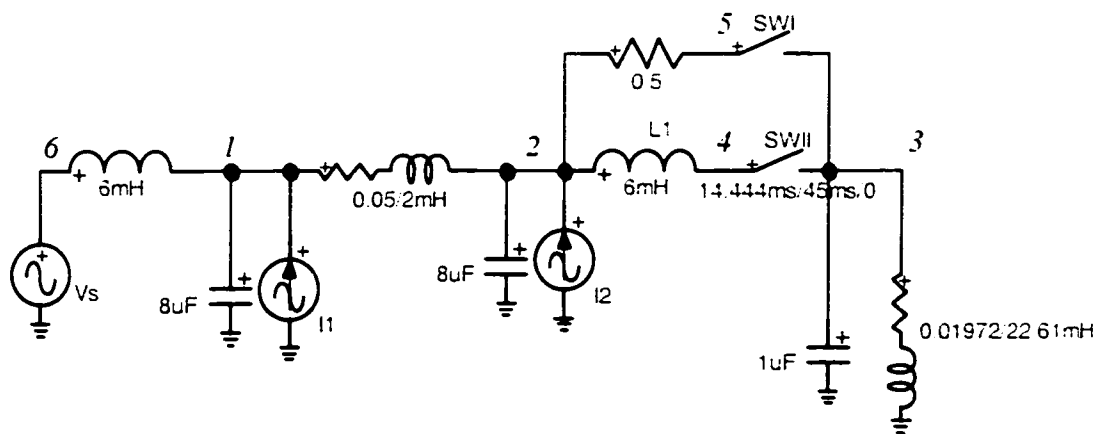 5 SWI
0.5
6 1 2 L1 4 SWII 3
6mH 0.05/2mH 6mH 14.444ms/45ms/0
Vs 8uF I1 8uF I2 0.01972/22.61mH
1uF